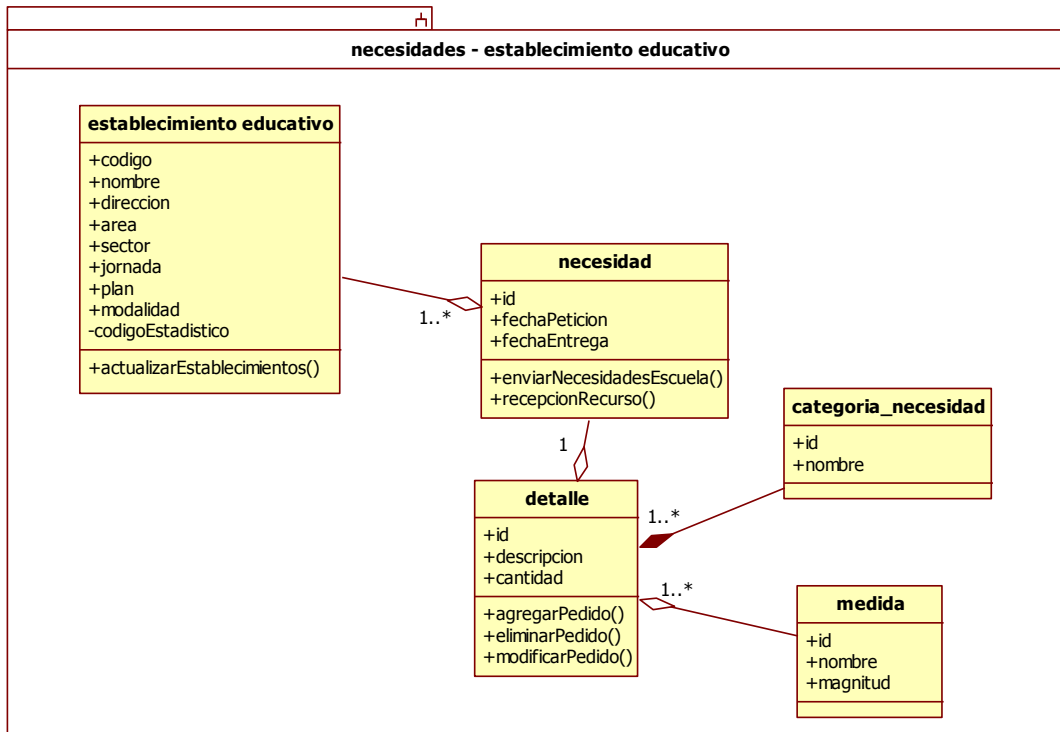 necesidades - establecimiento educativo
establecimiento educativo
+codigo
+nombre
+direccion
+area
+sector
+jornada
+plan
+modalidad
-codigoEstadistico
+actualizarEstablecimientos()
1..*
necesidad
+id
+fechaPeticion
+fechaEntrega
+enviarNecesidadesEscuela()
+recepcionRecurso()
1
detalle
+id
+descripcion
+cantidad
+agregarPedido()
+eliminarPedido()
+modificarPedido()
1..*
categoria_necesidad
+id
+nombre
1..*
medida
+id
+nombre
+magnitud